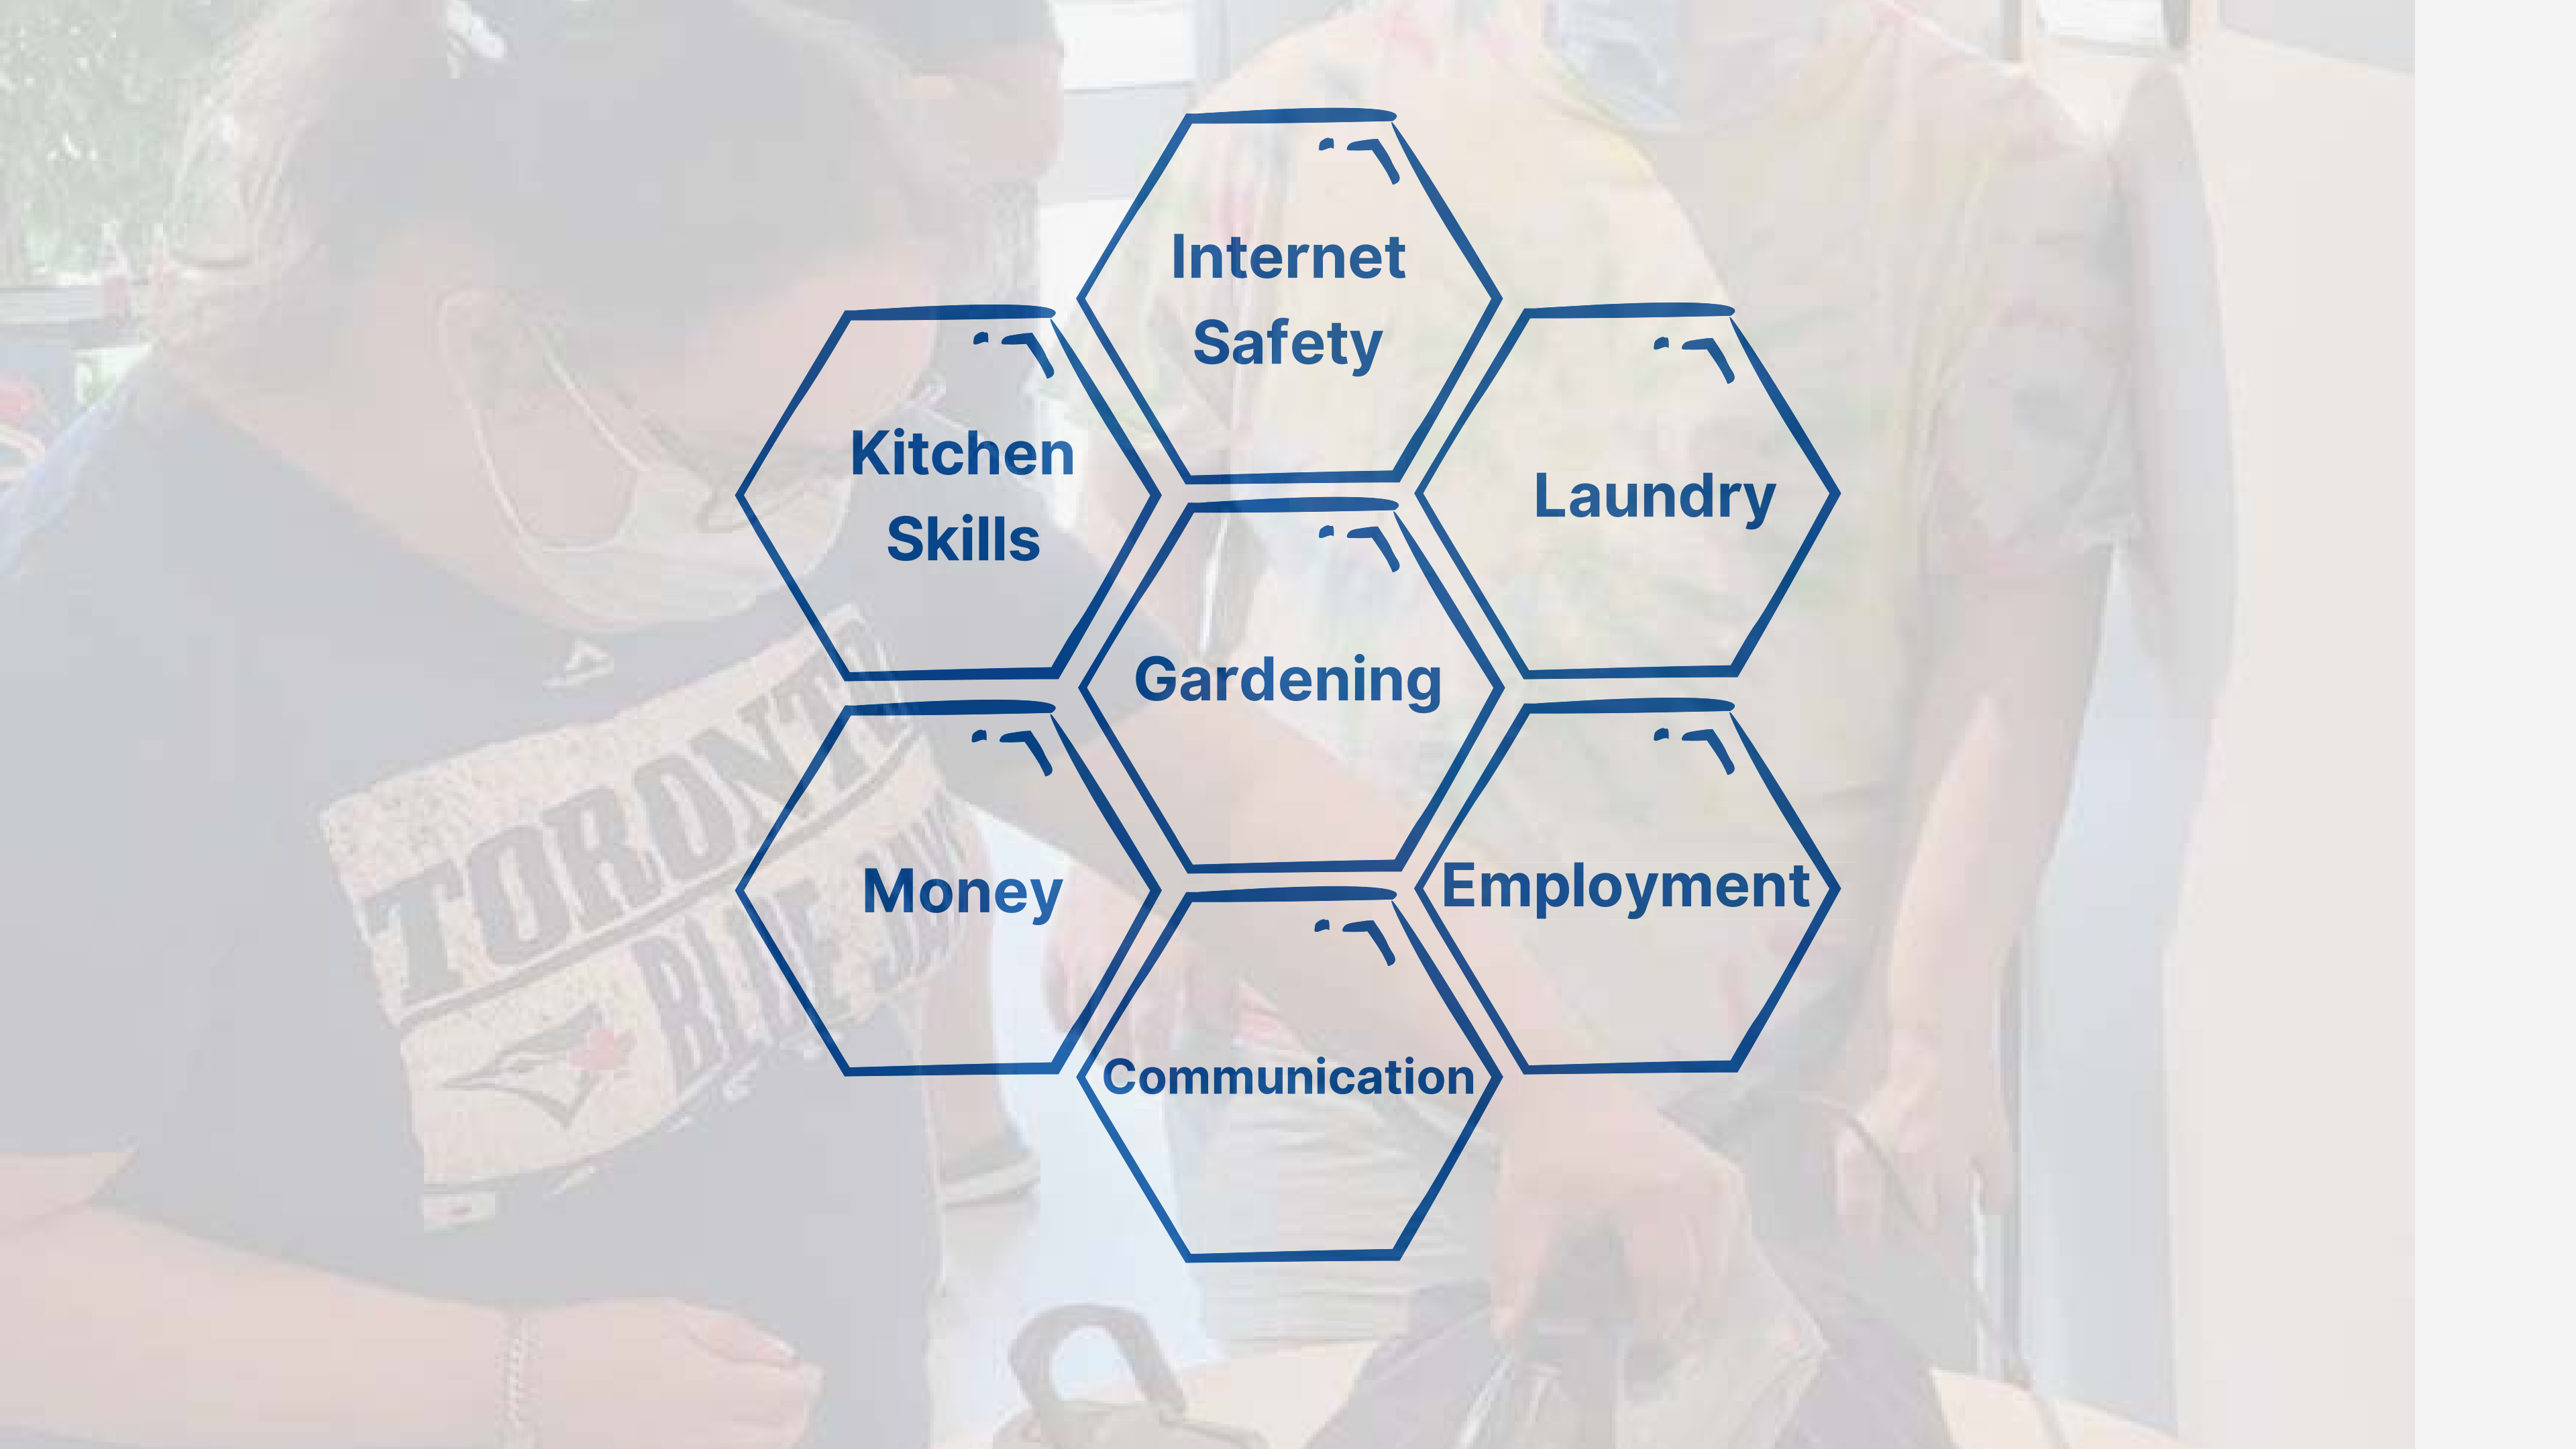 Internet
Safety
Kitchen
Skills
Laundry
Gardening
Money
Employment
Communication
TORONTO
BLUE JAYS